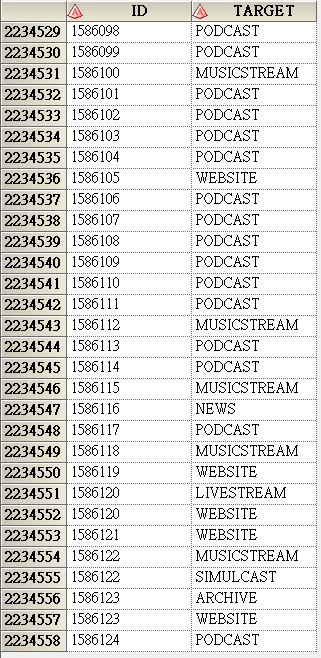 ID TARGET
2234529 1586098 PODCAST
2234530 1586099 PODCAST
2234531 1586100 MUSICSTREAM
2234532 1586101 PODCAST
2234533 1586102 PODCAST
2234534 1586103 PODCAST
2234535 1586104 PODCAST
2234536 1586105 WEBSITE
2234537 1586106 PODCAST
2234538 1586107 PODCAST
2234539 1586108 PODCAST
2234540 1586109 PODCAST
2234541 1586110 PODCAST
2234542 1586111 PODCAST
2234543 1586112 MUSICSTREAM
2234544 1586113 PODCAST
2234545 1586114 PODCAST
2234546 1586115 MUSICSTREAM
2234547 1586116 NEWS
2234548 1586117 PODCAST
2234549 1586118 MUSICSTREAM
2234550 1586119 WEBSITE
2234551 1586120 LIVESTREAM
2234552 1586120 WEBSITE
2234553 1586121 WEBSITE
2234554 1586122 MUSICSTREAM
2234555 1586122 SIMULCAST
2234556 1586123 ARCHIVE
2234557 1586123 WEBSITE
2234558 1586124 PODCAST